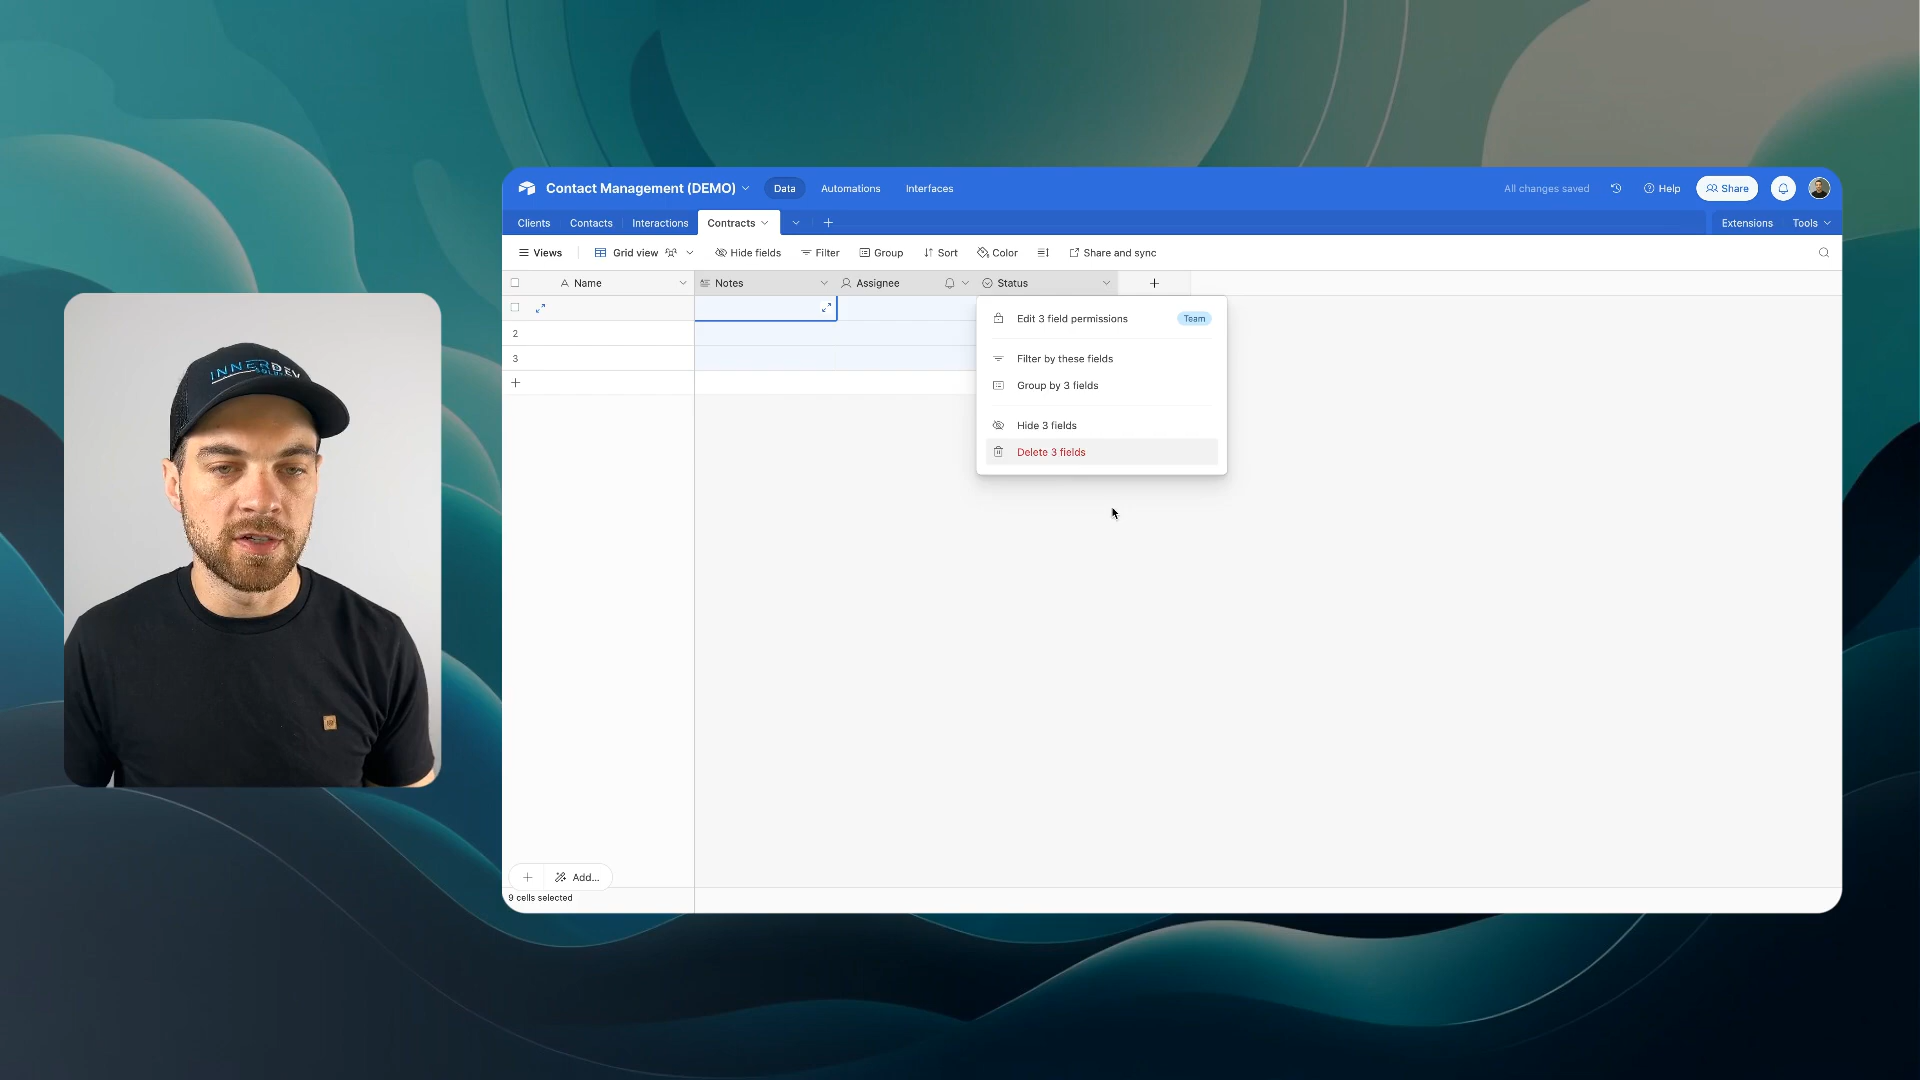 Contact Management (DEMO)
Data
Automations
Interfaces
All changes saved
Help
Share
Clients
Contacts
Interactions
Contracts
Extensions
Tools
Views
Grid view
Hide fields
Filter
Group
Sort
Color
Share and sync
Name
Notes
Assignee
Status
2
3
Edit 3 field permissions
Team
Filter by these fields
Group by 3 fields
Hide 3 fields
Delete 3 fields
INNERDEV
Add...
9 cells selected